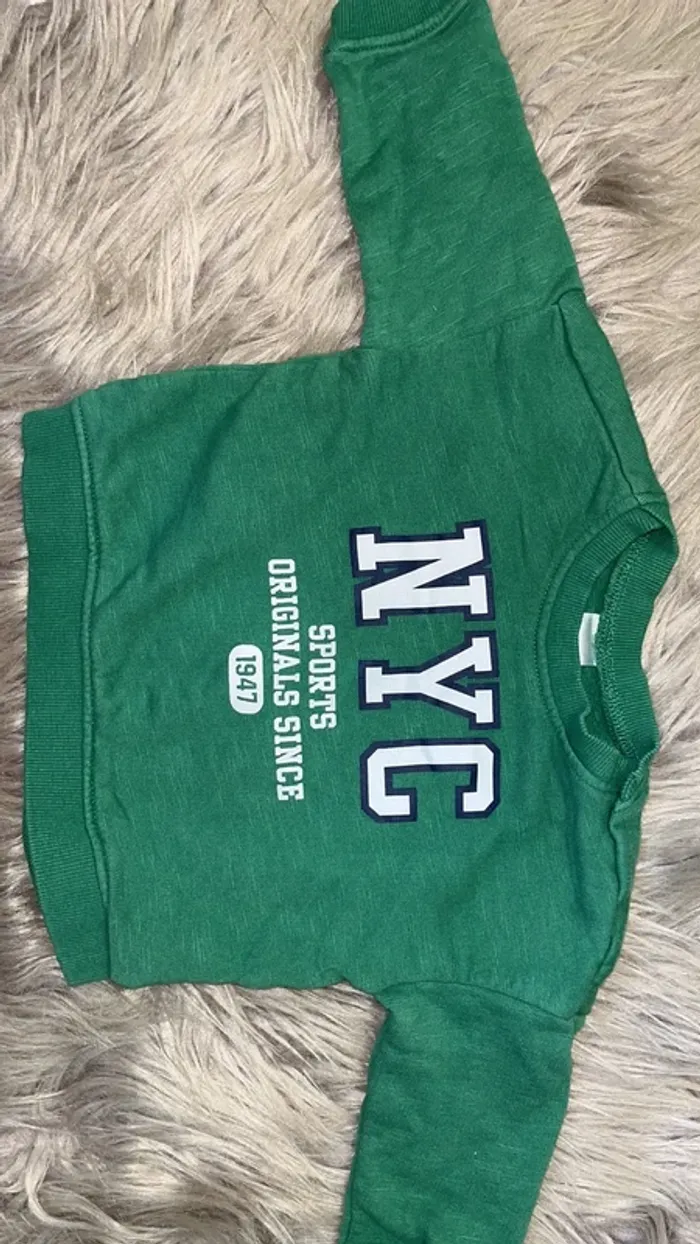 NYC
SPORTS
ORIGINALS SINCE
1947